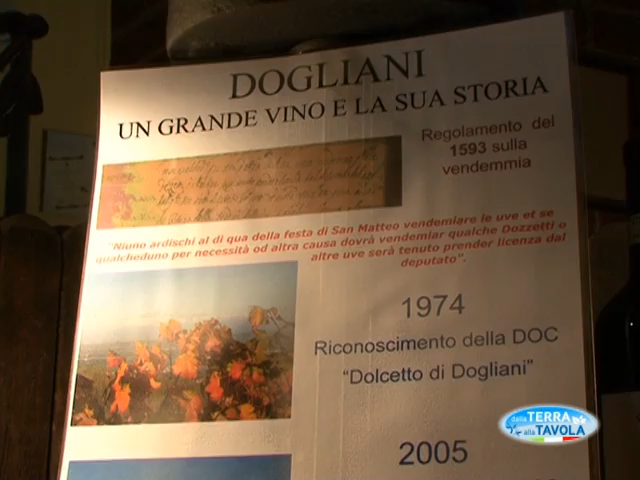 DOGLIANI
UN GRANDE VINO E LA SUA STORIA
Regolamento del
1593 sulla
vendemmia
"Niuno ardischi al di qua della festa di San Matteo vendemiare le uve et se
qualcheduno per necessità od altra causa dovrà vendemiar qualche Dozzetti o
altre uve serà tenuto prender licenza dal
deputato".
1974
Riconoscimento della DOC
"Dolcetto di Dogliani"
2005
dalla TERRA
alla TAVOLA